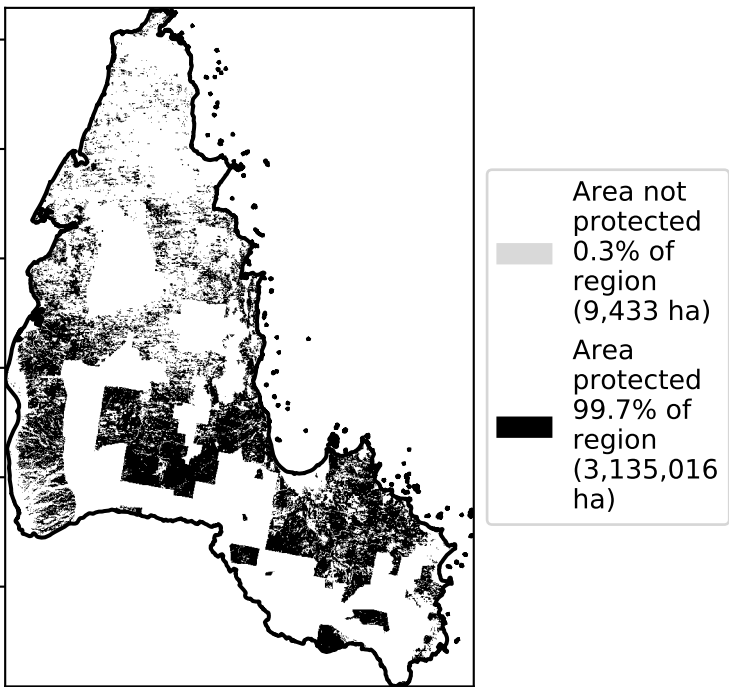 Area not
protected
0.3% of
region
(9,433 ha)
Area
protected
99.7% of
region
(3,135,016
ha)